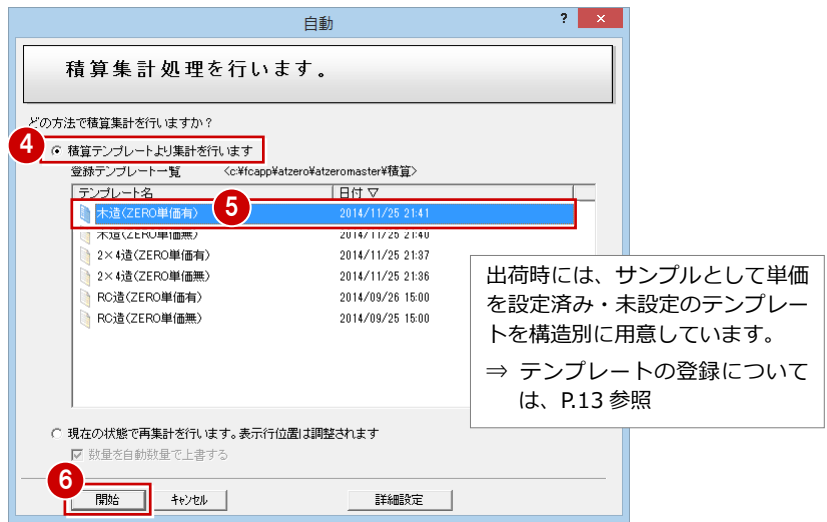 自動
? ×
積算集計処理を行います。
どの方法で積算集計を行いますか？
4
積算テンプレートより集計を行います
登録テンプレート一覧 <c:¥fcapp¥atzero¥atzeromaster¥積算>
テンプレート名 日付 ▽
5
木造(ZERO単価有) 2014/11/25 21:41
木造(ZERO単価無) 2014/11/25 21:40
2×4造(ZERO単価有) 2014/11/25 21:37
2×4造(ZERO単価無) 2014/11/25 21:36
RC造(ZERO単価有) 2014/09/26 15:00
RC造(ZERO単価無) 2014/09/25 15:00
出荷時には、サンプルとして単価
を設定済み・未設定のテンプレー
トを構造別に用意しています。
⇒ テンプレートの登録について
は、P.13 参照
現在の状態で再集計を行います。表示行位置は調整されます
数量を自動数量で上書する
6
開始 キャンセル 詳細設定